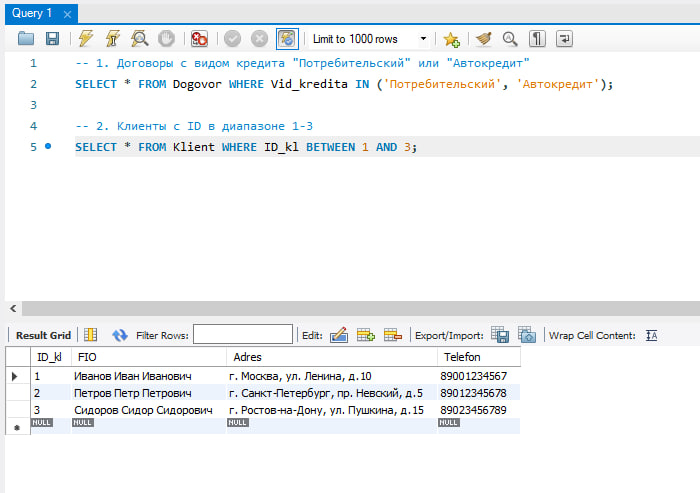 Query 1
Limit to 1000 rows
1 -- 1. Договоры с видом кредита "Потребительский" или "Автокредит"
2 SELECT * FROM Dogovor WHERE Vid_kredita IN ('Потребительский', 'Автокредит');
3
4 -- 2. Клиенты с ID в диапазоне 1-3
5 SELECT * FROM Klient WHERE ID_kl BETWEEN 1 AND 3;
Result Grid Filter Rows: Edit: Export/Import: Wrap Cell Content:
ID_kl FIO Adres Telefon
1 Иванов Иван Иванович г. Москва, ул. Ленина, д.10 89001234567
2 Петров Петр Петрович г. Санкт-Петербург, пр. Невский, д.5 89012345678
3 Сидоров Сидор Сидорович г. Ростов-на-Дону, ул. Пушкина, д.15 89023456789
NULL NULL NULL NULL